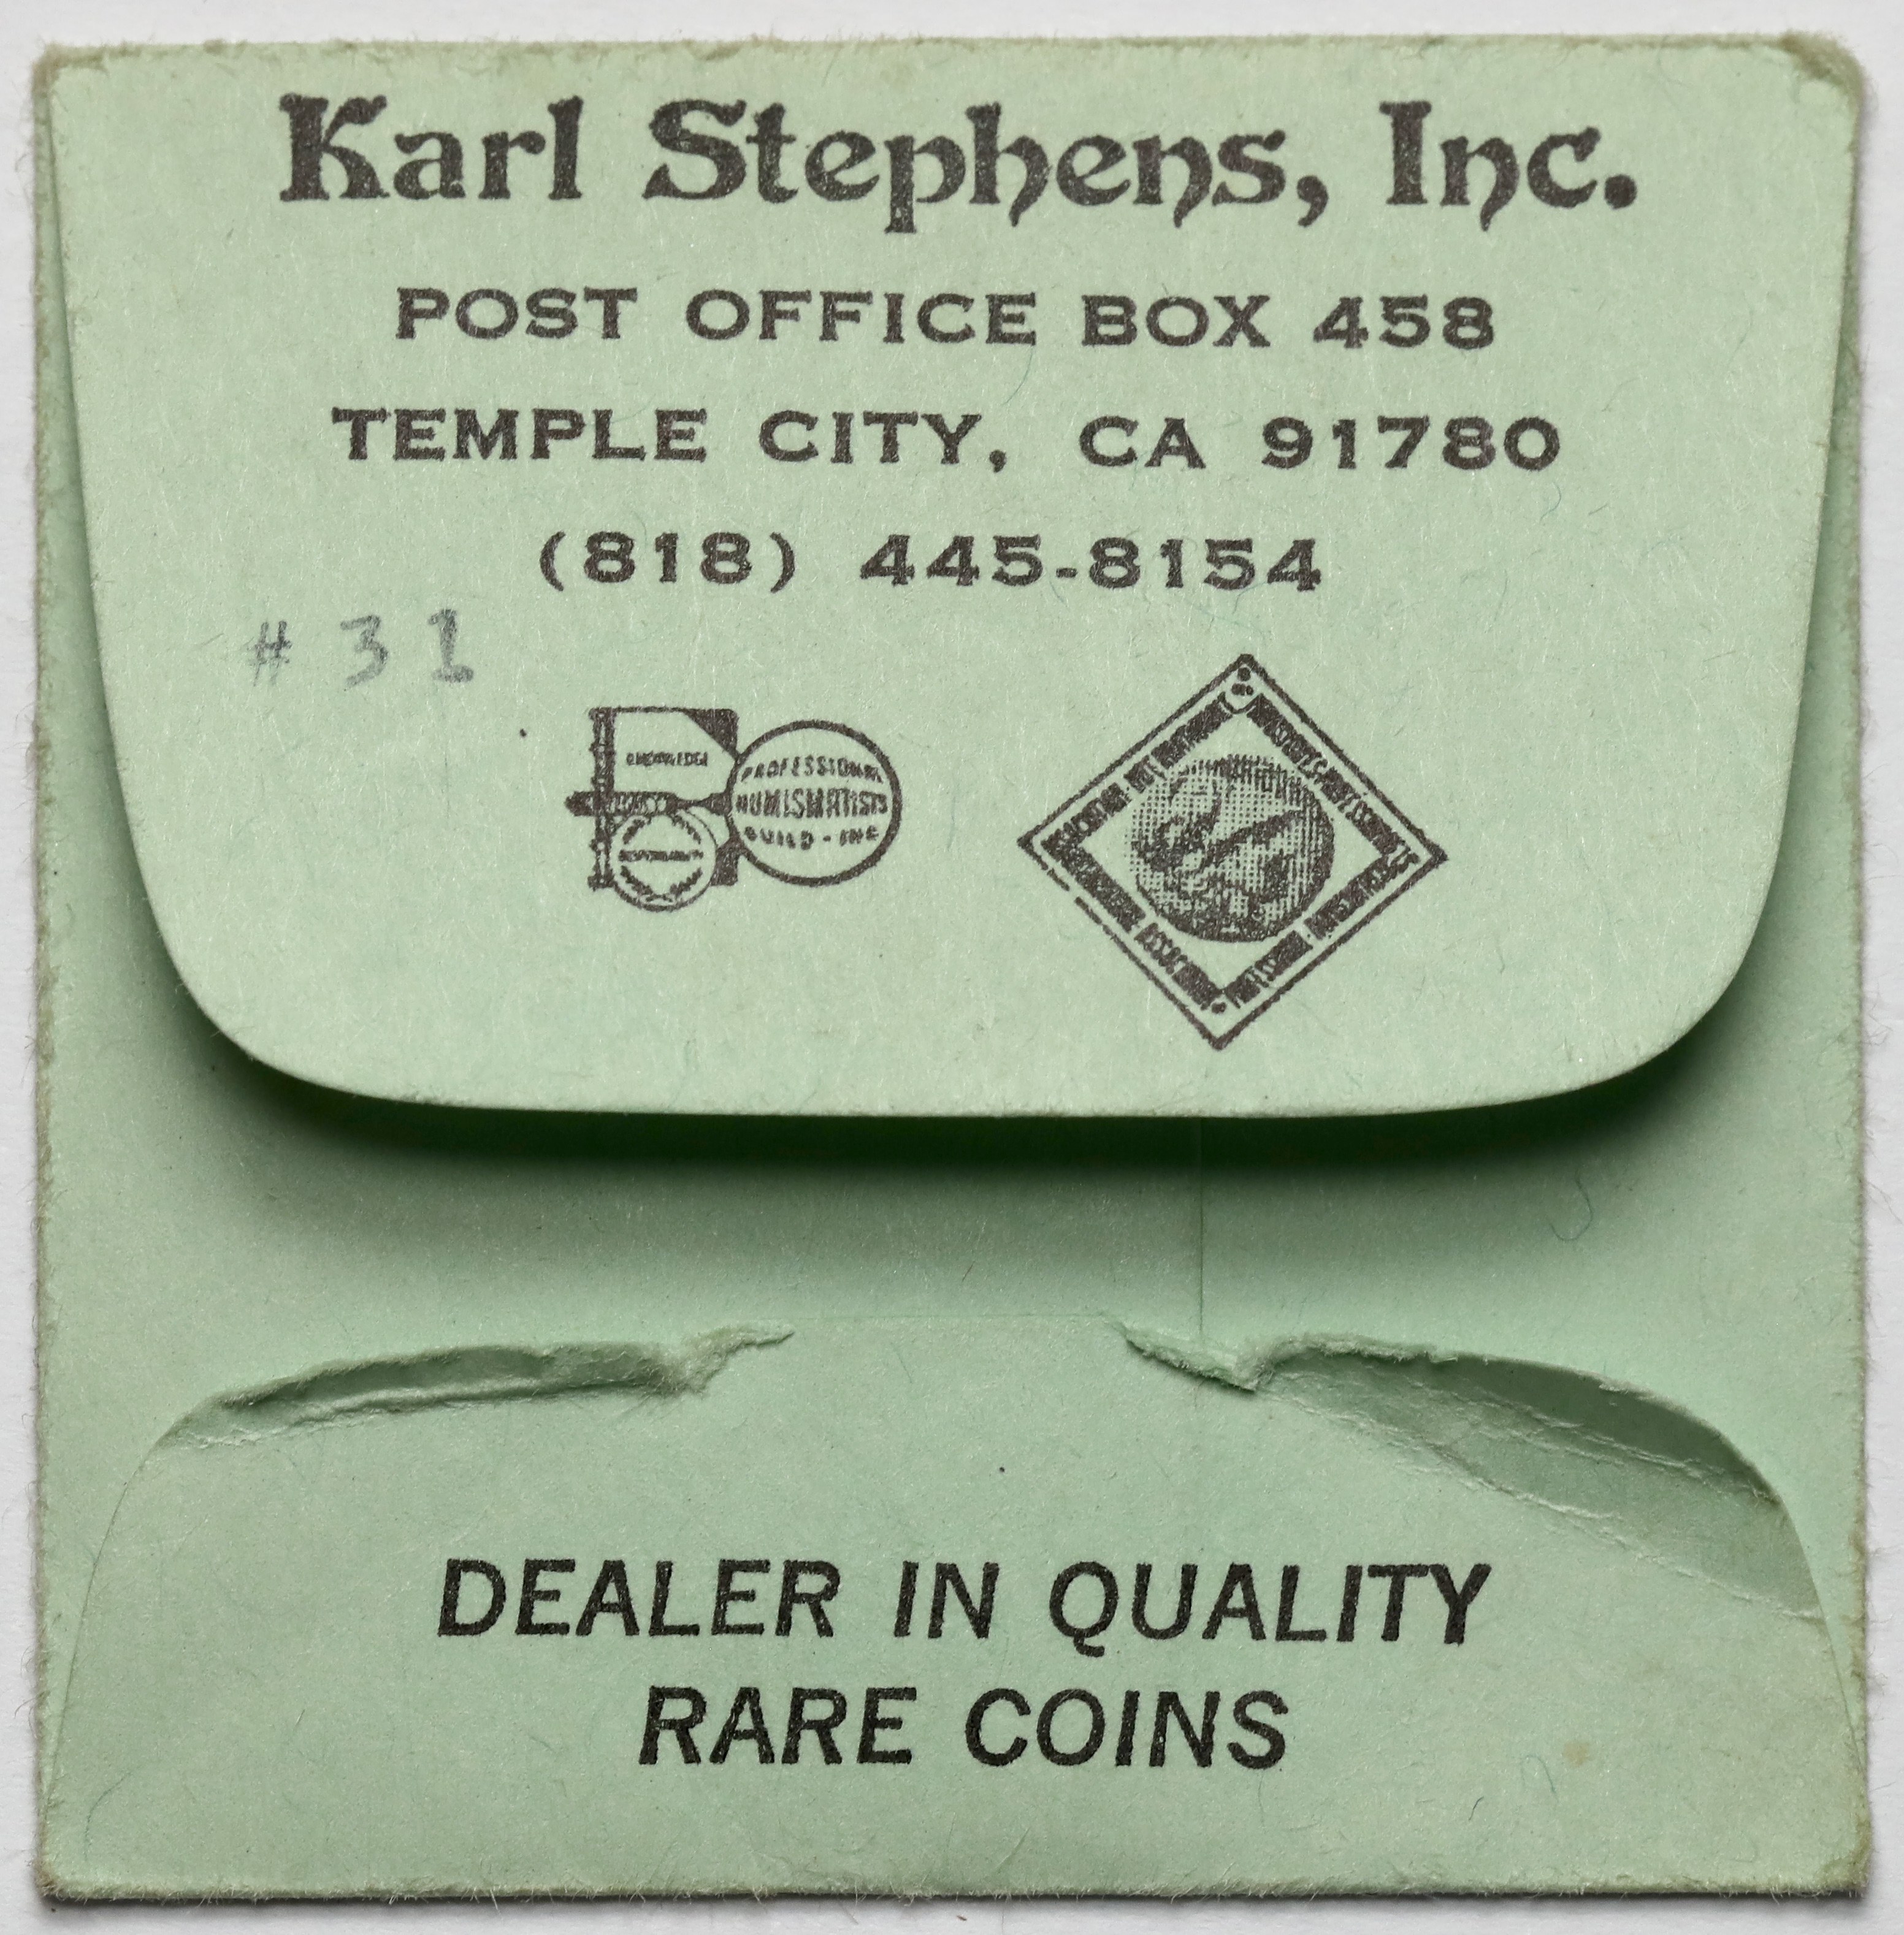 Karl Stephens, Inc.
POST OFFICE BOX 458
TEMPLE CITY, CA 91780
(818) 445-8154
# 31
KNOWLEDGE
PROFESSIONAL
NUMISMATISTS
GUILD - INC
DEALER IN QUALITY
RARE COINS